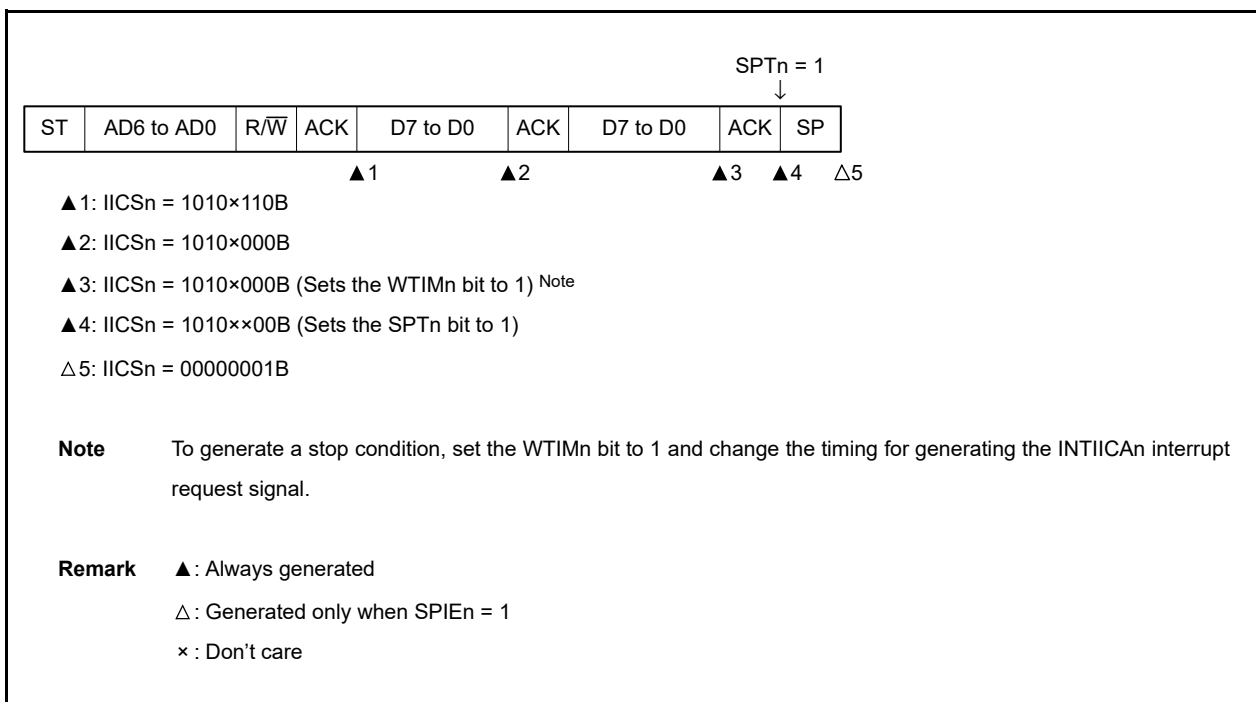 SPTn = 1
↓
ST AD6 to AD0 R/W̅ ACK D7 to D0 ACK D7 to D0 ACK SP
▲1 ▲2 ▲3 ▲4 △5
▲1: IICSn = 1010×110B
▲2: IICSn = 1010×000B
▲3: IICSn = 1010×000B (Sets the WTIMn bit to 1) Note
▲4: IICSn = 1010××00B (Sets the SPTn bit to 1)
△5: IICSn = 00000001B
Note To generate a stop condition, set the WTIMn bit to 1 and change the timing for generating the INTIICAn interrupt
request signal.
Remark ▲: Always generated
△: Generated only when SPIEn = 1
×: Don't care